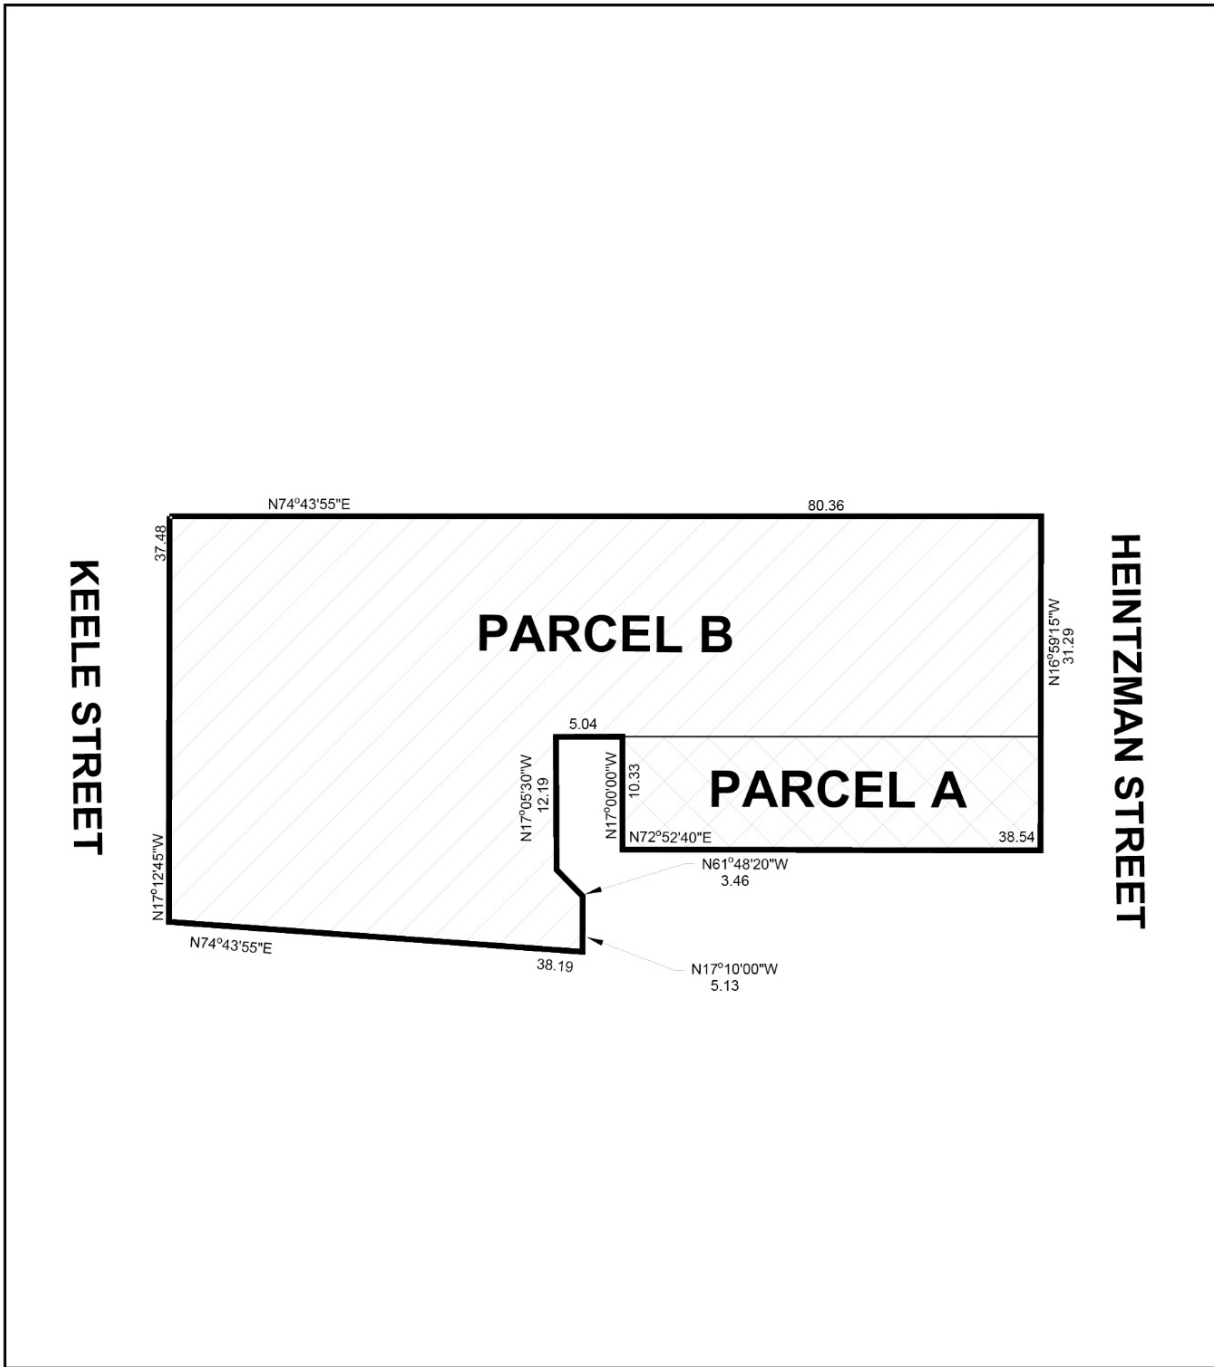 N74°43'55"E
80.36
37.48
KEELE STREET
N17°12'45"W
PARCEL B
N16°59'15"W
31.29
HEINTZMAN STREET
5.04
N17°05'30"W
12.19
N17°00'00"W
10.33
PARCEL A
N72°52'40"E
38.54
N61°48'20"W
3.46
N74°43'55"E
38.19
N17°10'00"W
5.13